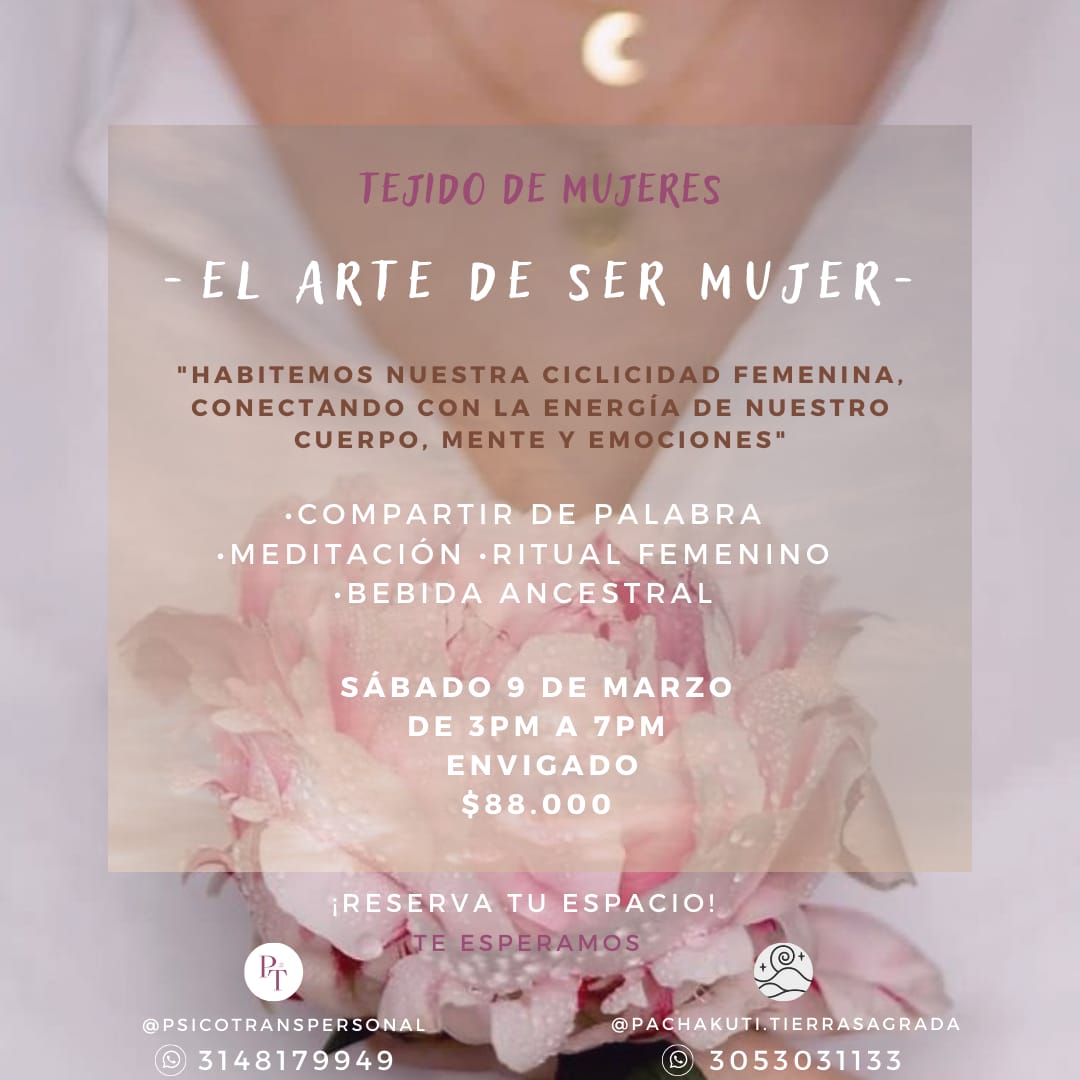 TEJIDO DE MUJERES
-EL ARTE DE SER MUJER-
"HABITEMOS NUESTRA CICLICIDAD FEMENINA,
CONECTANDO CON LA ENERGÍA DE NUESTRO
CUERPO, MENTE Y EMOCIONES"
•COMPARTIR DE PALABRA
•MEDITACIÓN •RITUAL FEMENINO
•BEBIDA ANCESTRAL
SÁBADO 9 DE MARZO
DE 3PM A 7PM
ENVIGADO
$88.000
¡RESERVA TU ESPACIO!
TE ESPERAMOS
PT
@PSICOTRANSPERSONAL
3148179949
@PACHAKUTI.TIERRASAGRADA
3053031133